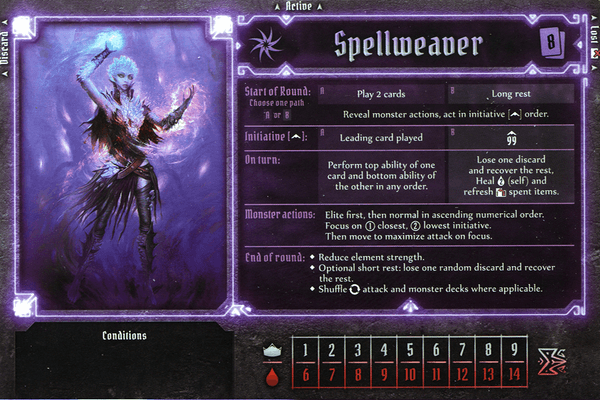 Active
Discard
Lost
Spellweaver
8
Start of Round:
Choose one path
A or B
A Play 2 cards
B Long rest
Reveal monster actions, act in initiative [ ] order.
Initiative [ ]:
A Leading card played
B 99
On turn:
Perform top ability of one
card and bottom ability of
the other in any order.
Lose one discard
and recover the rest,
Heal 2 (self) and
refresh spent items.
Monster actions:
Elite first, then normal in ascending numerical order.
Focus on 1 closest, 2 lowest initiative.
Then move to maximize attack on focus.
End of round:
Reduce element strength.
Optional short rest: lose one random discard and recover
the rest.
Shuffle attack and monster decks where applicable.
Conditions
1 2 3 4 5 6 7 8 9
6 7 8 9 10 11 12 13 14